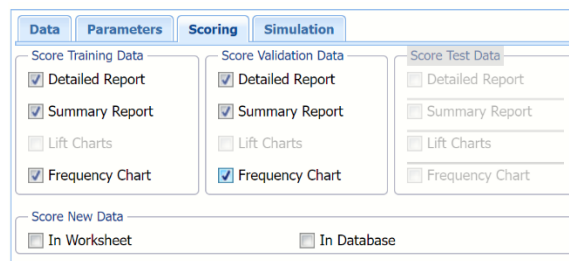 Data Parameters Scoring Simulation
Score Training Data Score Validation Data Score Test Data
Detailed Report Detailed Report Detailed Report
Summary Report Summary Report Summary Report
Lift Charts Lift Charts Lift Charts
Frequency Chart Frequency Chart Frequency Chart
Score New Data
In Worksheet In Database